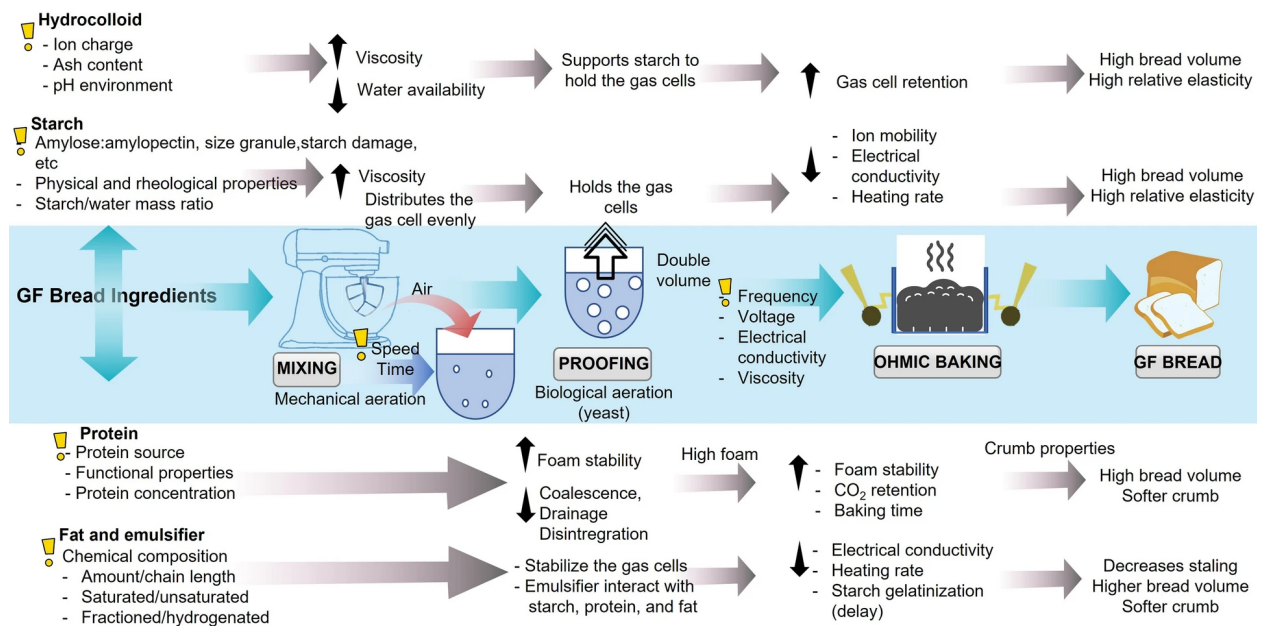 Hydrocolloid
- Ion charge
- Ash content
- pH environment
Viscosity
Water availability
Supports starch to
hold the gas cells
Gas cell retention
High bread volume
High relative elasticity
Starch
- Amylose:amylopectin, size granule,starch damage,
etc
- Physical and rheological properties
- Starch/water mass ratio
Viscosity
Distributes the
gas cell evenly
Holds the gas
cells
- Ion mobility
- Electrical
conductivity
- Heating rate
High bread volume
High relative elasticity
GF Bread Ingredients
Air
Speed
Time
MIXING
Mechanical aeration
Double
volume
PROOFING
Biological aeration
(yeast)
- Frequency
- Voltage
- Electrical
conductivity
- Viscosity
OHMIC BAKING
GF BREAD
Protein
- Protein source
- Functional properties
- Protein concentration
Foam stability
Coalescence,
Drainage
Disintregration
High foam
- Foam stability
- CO2 retention
- Baking time
Crumb properties
High bread volume
Softer crumb
Fat and emulsifier
Chemical composition
- Amount/chain length
- Saturated/unsaturated
- Fractioned/hydrogenated
- Stabilize the gas cells
- Emulsifier interact with
starch, protein, and fat
- Electrical conductivity
- Heating rate
- Starch gelatinization
(delay)
Decreases staling
Higher bread volume
Softer crumb